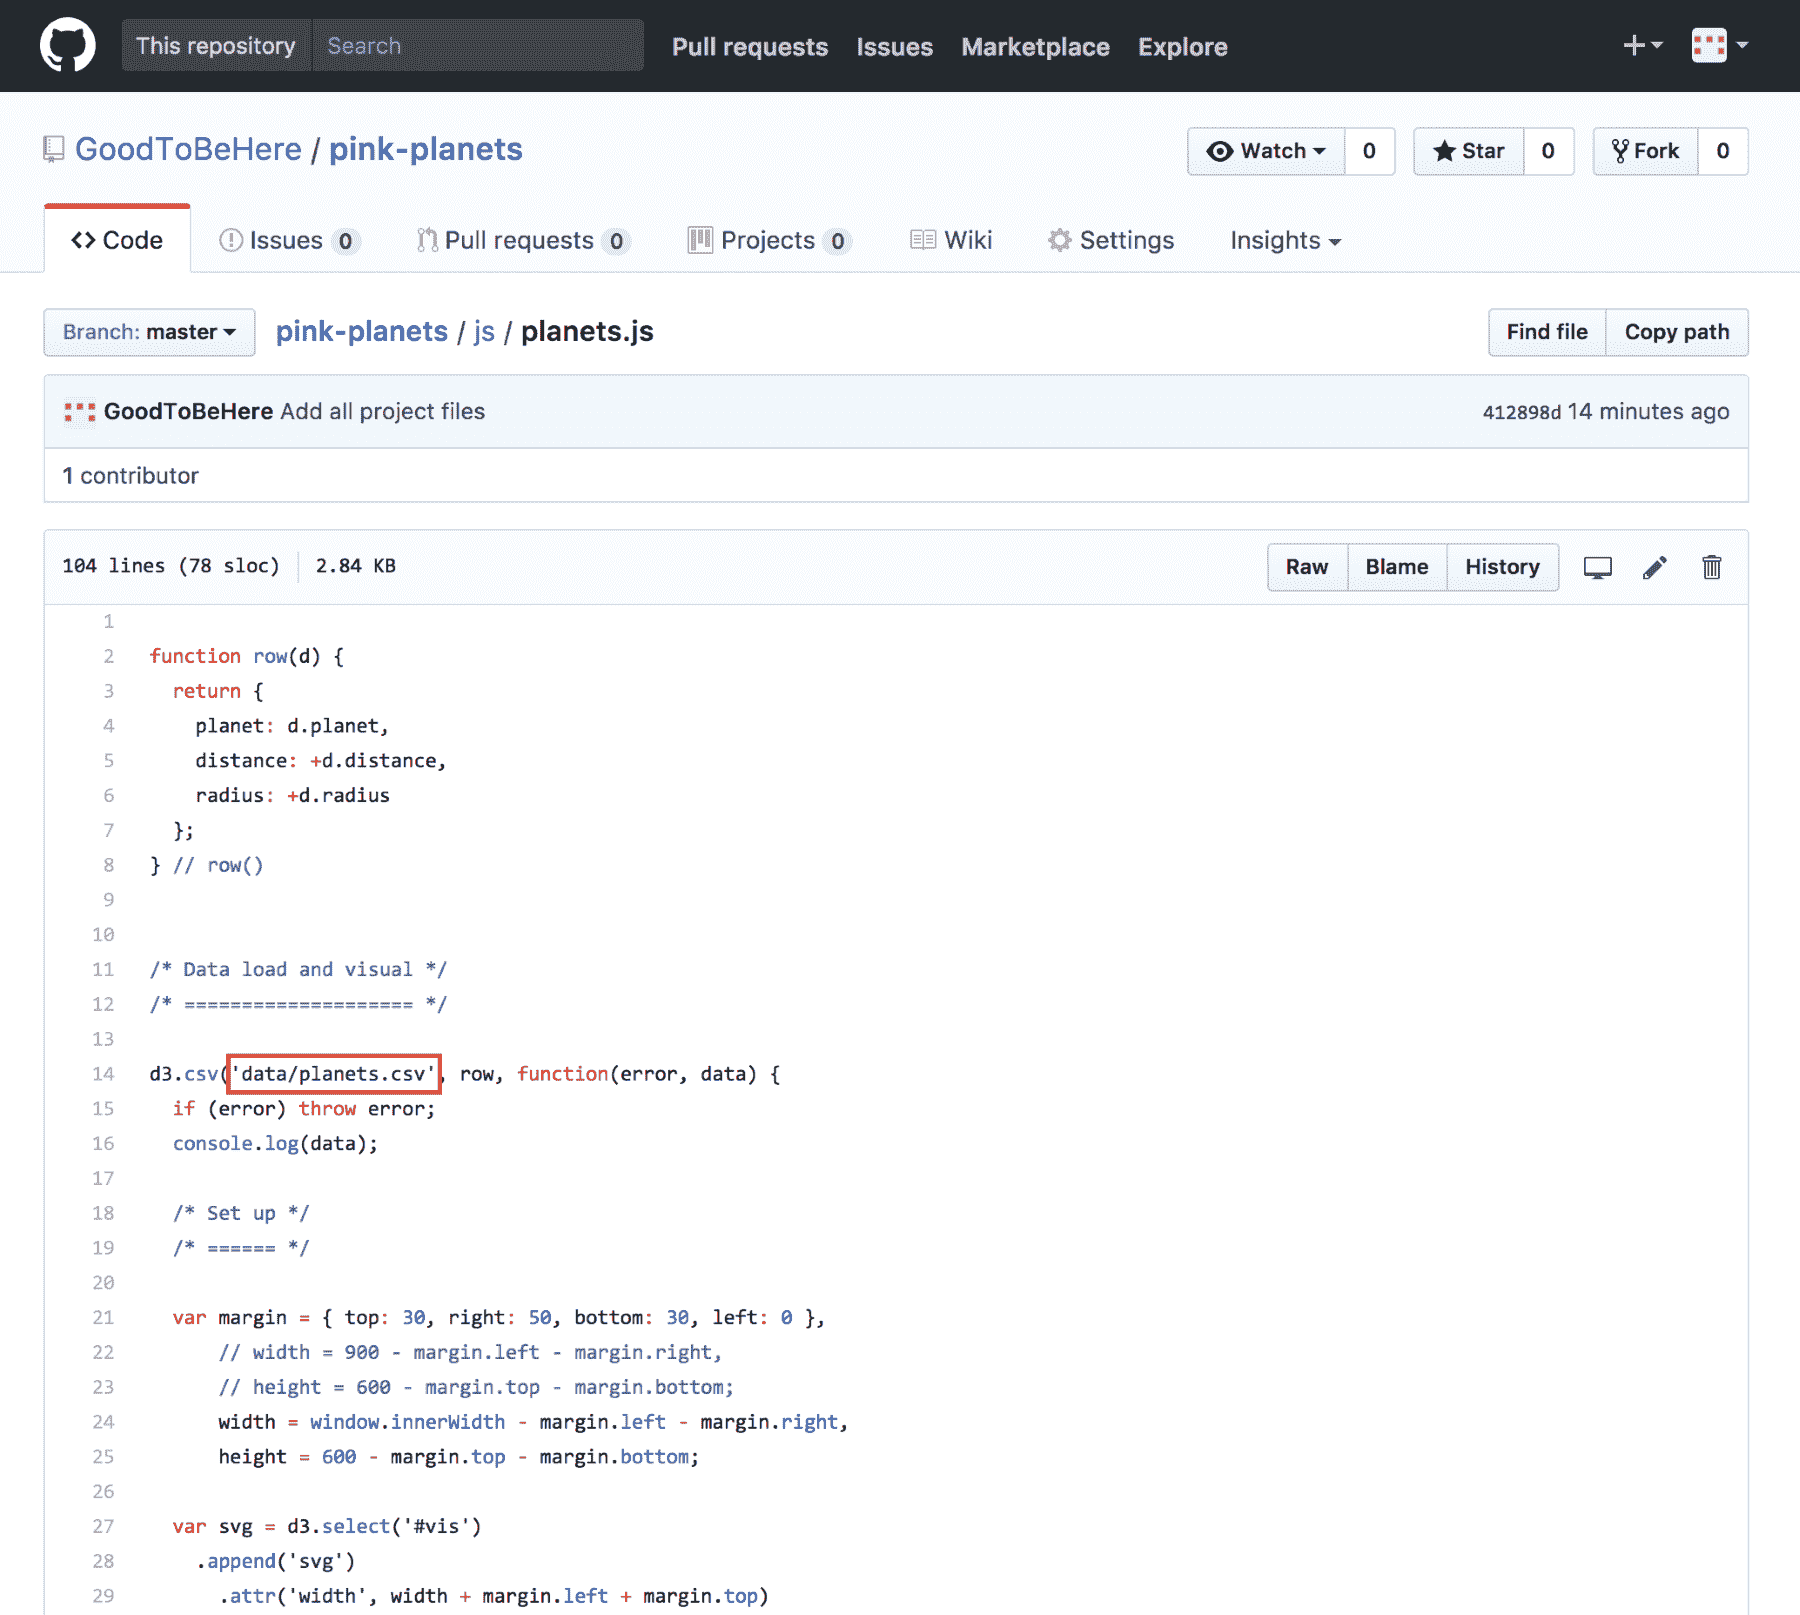 This repository Search Pull requests Issues Marketplace Explore
GoodToBeHere / pink-planets Watch 0 Star 0 Fork 0
Code Issues 0 Pull requests 0 Projects 0 Wiki Settings Insights
Branch: master pink-planets / js / planets.js Find file Copy path
GoodToBeHere Add all project files 412898d 14 minutes ago
1 contributor
104 lines (78 sloc) 2.84 KB Raw Blame History
1
2 function row(d) {
3 return {
4 planet: d.planet,
5 distance: +d.distance,
6 radius: +d.radius
7 };
8 } // row()
9
10
11 /* Data load and visual */
12 /* ==================== */
13
14 d3.csv('data/planets.csv', row, function(error, data) {
15 if (error) throw error;
16 console.log(data);
17
18 /* Set up */
19 /* ====== */
20
21 var margin = { top: 30, right: 50, bottom: 30, left: 0 },
22 // width = 900 - margin.left - margin.right,
23 // height = 600 - margin.top - margin.bottom;
24 width = window.innerWidth - margin.left - margin.right,
25 height = 600 - margin.top - margin.bottom;
26
27 var svg = d3.select('#vis')
28 .append('svg')
29 .attr('width', width + margin.left + margin.top)